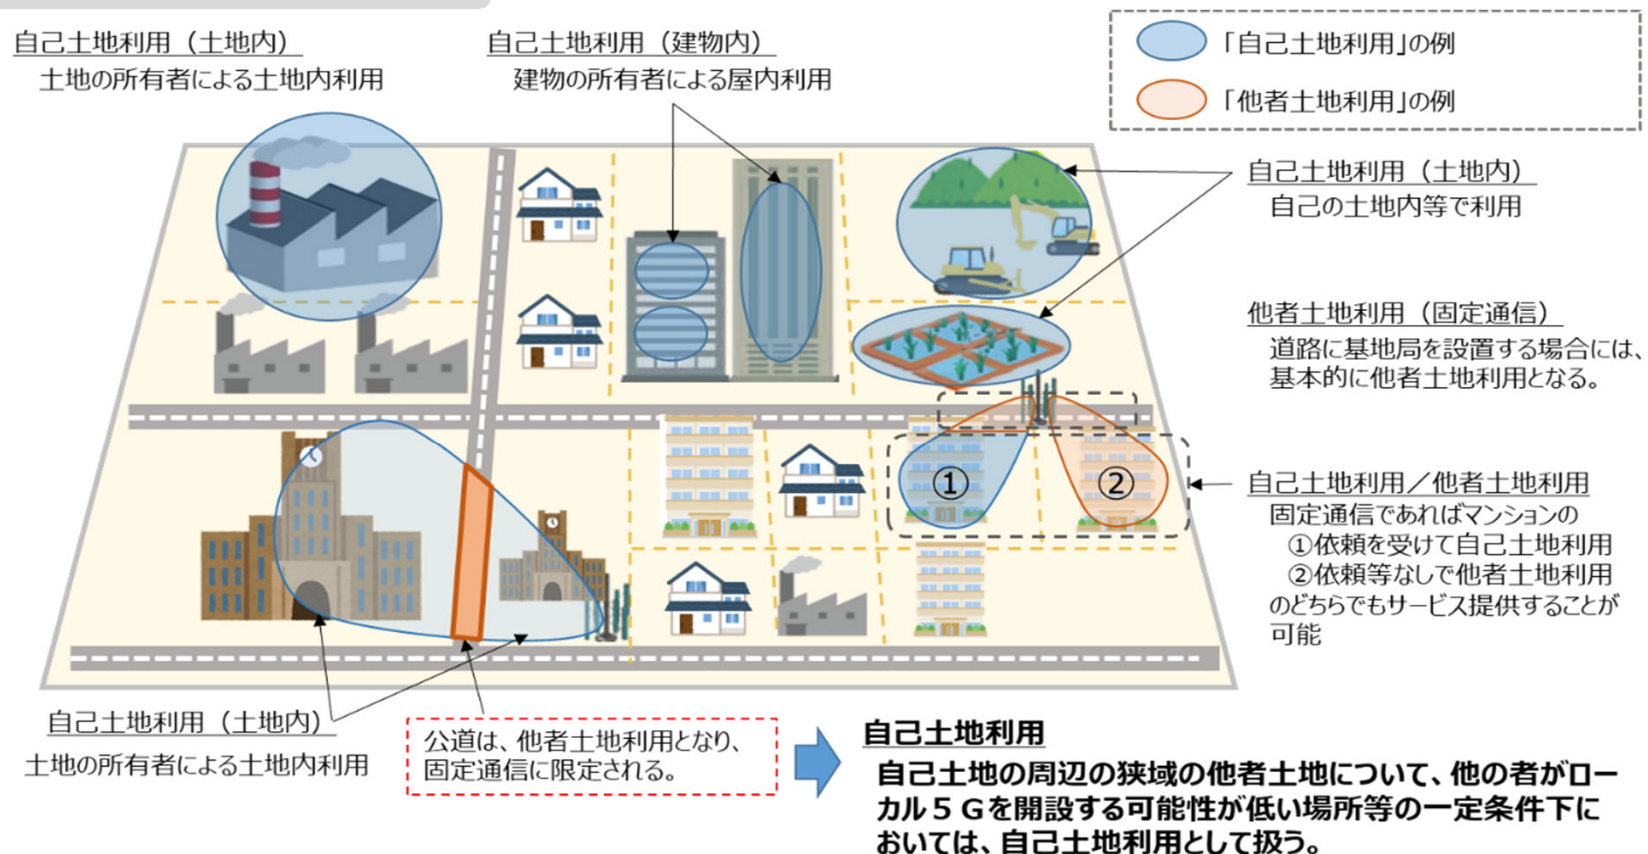 自己土地利用（土地内）
土地の所有者による土地内利用
自己土地利用（建物内）
建物の所有者による屋内利用
「自己土地利用」の例
「他者土地利用」の例
自己土地利用（土地内）
自己の土地内等で利用
他者土地利用（固定通信）
道路に基地局を設置する場合には、
基本的に他者土地利用となる。
①
②
自己土地利用／他者土地利用
固定通信であればマンションの
①依頼を受けて自己土地利用
②依頼等なしで他者土地利用
のどちらでもサービス提供することが
可能
自己土地利用（土地内）
土地の所有者による土地内利用
公道は、他者土地利用となり、
固定通信に限定される。
自己土地利用
自己土地の周辺の狭域の他者土地について、他の者がロー
カル５Ｇを開設する可能性が低い場所等の一定条件下に
おいては、自己土地利用として扱う。